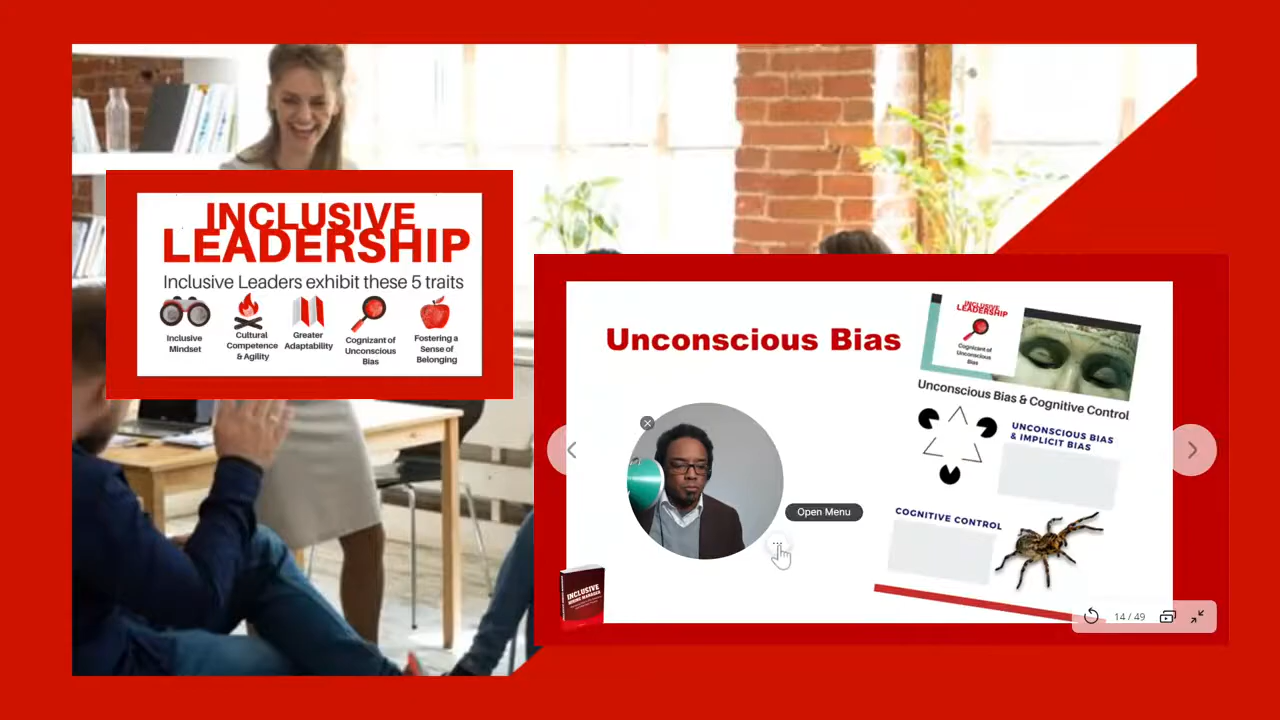 INCLUSIVE
LEADERSHIP
Inclusive Leaders exhibit these 5 traits
Inclusive
Mindset
Cultural
Competence
& Agility
Greater
Adaptability
Cognizant of
Unconscious
Bias
Fostering a
Sense of
Belonging
Unconscious Bias
INCLUSIVE
LEADERSHIP
Cognizant of
Unconscious
Bias
Unconscious Bias & Cognitive Control
UNCONSCIOUS BIAS
& IMPLICIT BIAS
COGNITIVE CONTROL
Open Menu
INCLUSIVE
HIRING MANAGER
14 / 49